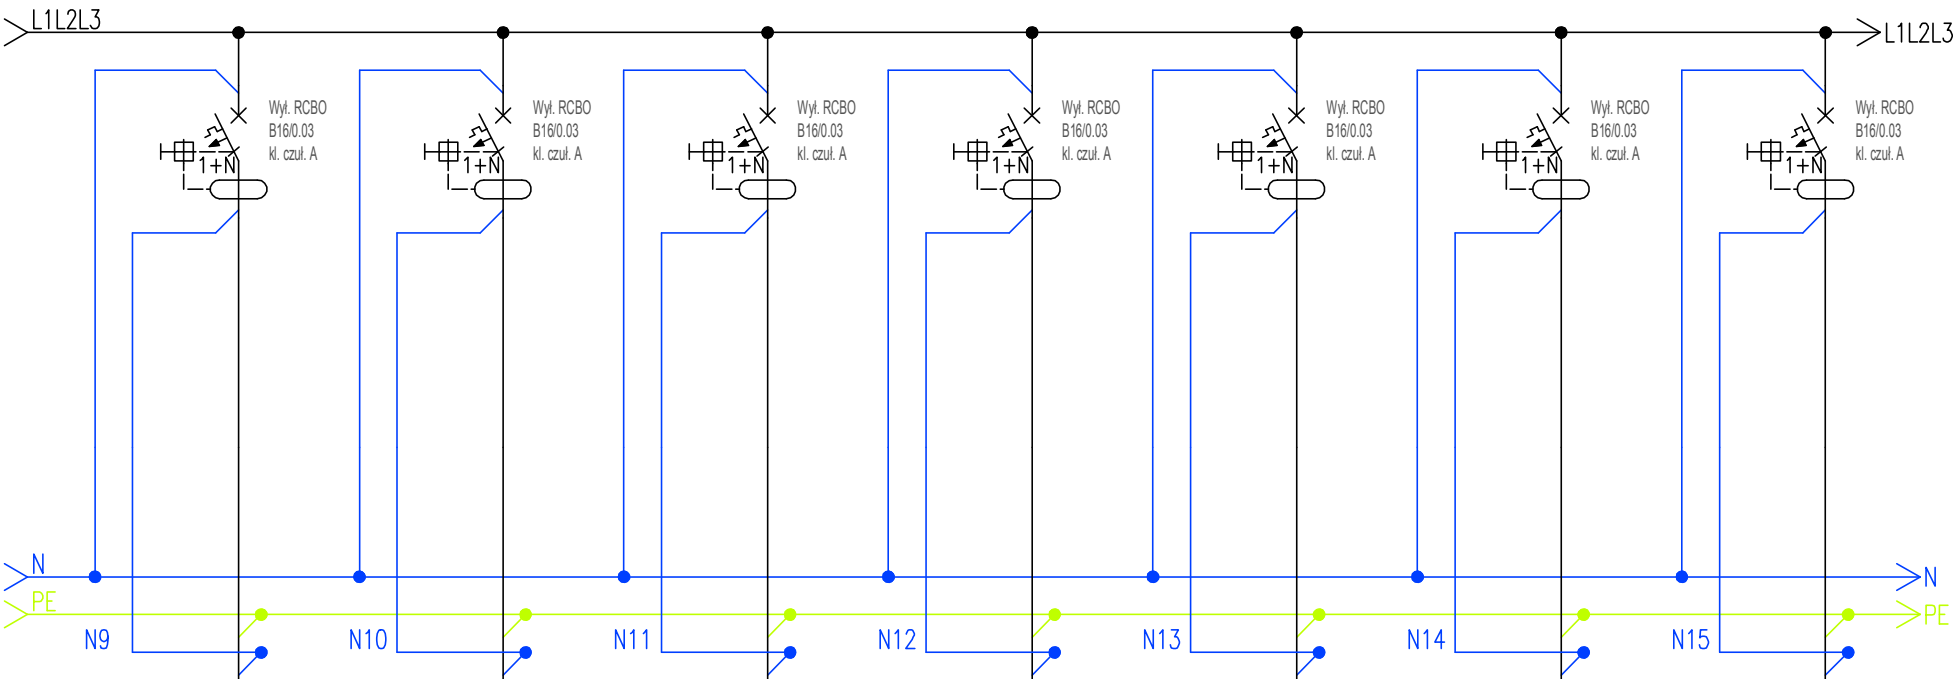 L1L2L3
L1L2L3
Wył. RCBO
B16/0.03
kl. czuł. A
1+N
Wył. RCBO
B16/0.03
kl. czuł. A
1+N
Wył. RCBO
B16/0.03
kl. czuł. A
1+N
Wył. RCBO
B16/0.03
kl. czuł. A
1+N
Wył. RCBO
B16/0.03
kl. czuł. A
1+N
Wył. RCBO
B16/0.03
kl. czuł. A
1+N
Wył. RCBO
B16/0.03
kl. czuł. A
1+N
N
N
PE
PE
N9
N10
N11
N12
N13
N14
N15